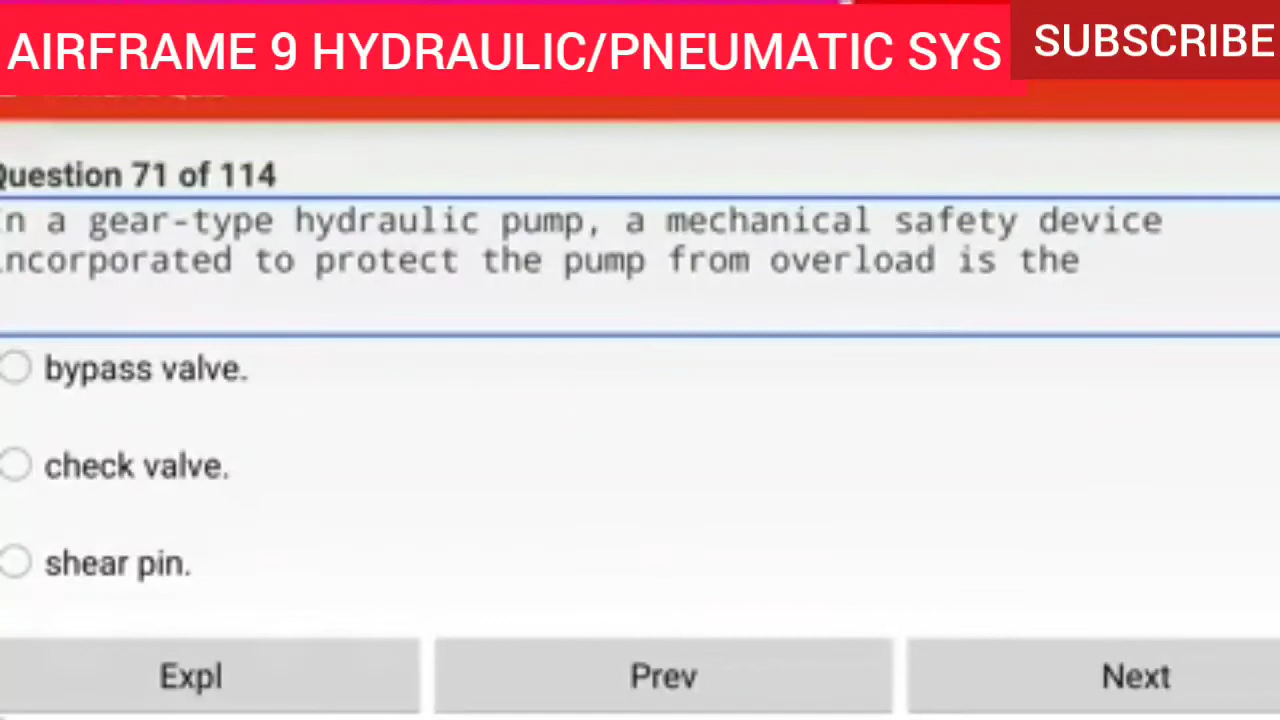 AIRFRAME 9 HYDRAULIC/PNEUMATIC SYS
SUBSCRIBE
Question 71 of 114
n a gear-type hydraulic pump, a mechanical safety device
incorporated to protect the pump from overload is the
bypass valve.
check valve.
shear pin.
Expl
Prev
Next